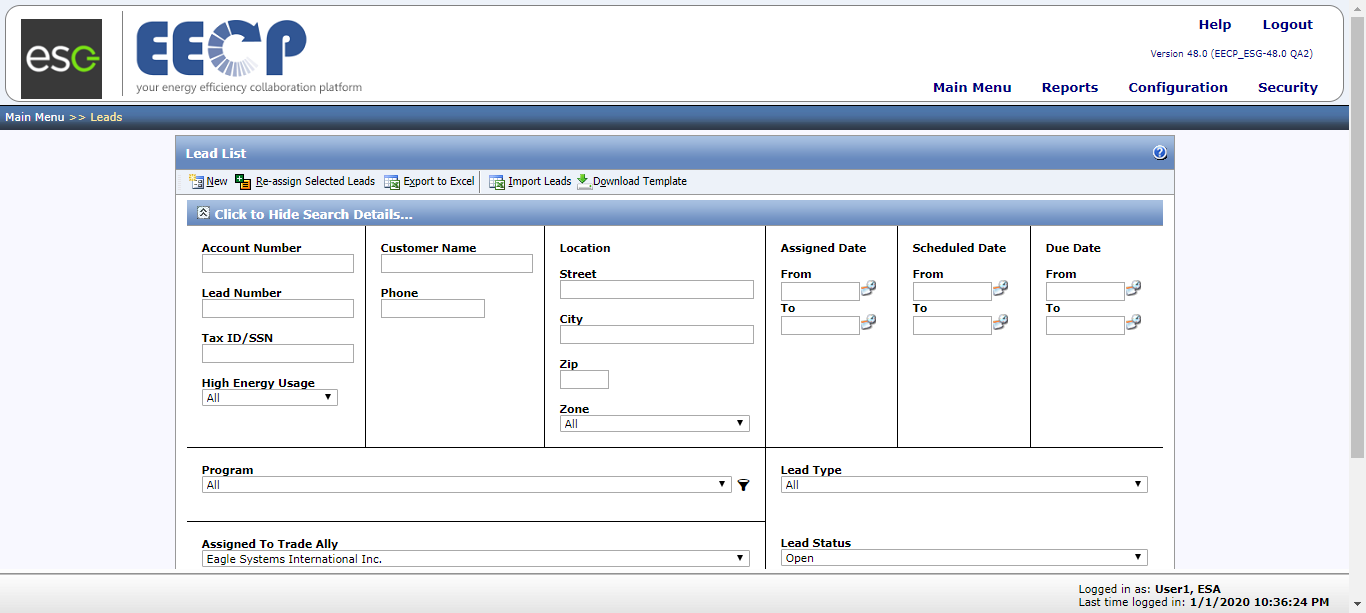 esg
EECP
your energy efficiency collaboration platform
Help Logout
Version 48.0 (EECP_ESG-48.0 QA2)
Main Menu Reports Configuration Security
Main Menu >> Leads
Lead List ?
New Re-assign Selected Leads Export to Excel Import Leads Download Template
Click to Hide Search Details...
Account Number
Lead Number
Tax ID/SSN
High Energy Usage
All
Customer Name
Phone
Location
Street
City
Zip
Zone
All
Assigned Date
From
To
Scheduled Date
From
To
Due Date
From
To
Program
All
Lead Type
All
Assigned To Trade Ally
Eagle Systems International Inc.
Lead Status
Open
Logged in as: User1, ESA
Last time logged in: 1/1/2020 10:36:24 PM